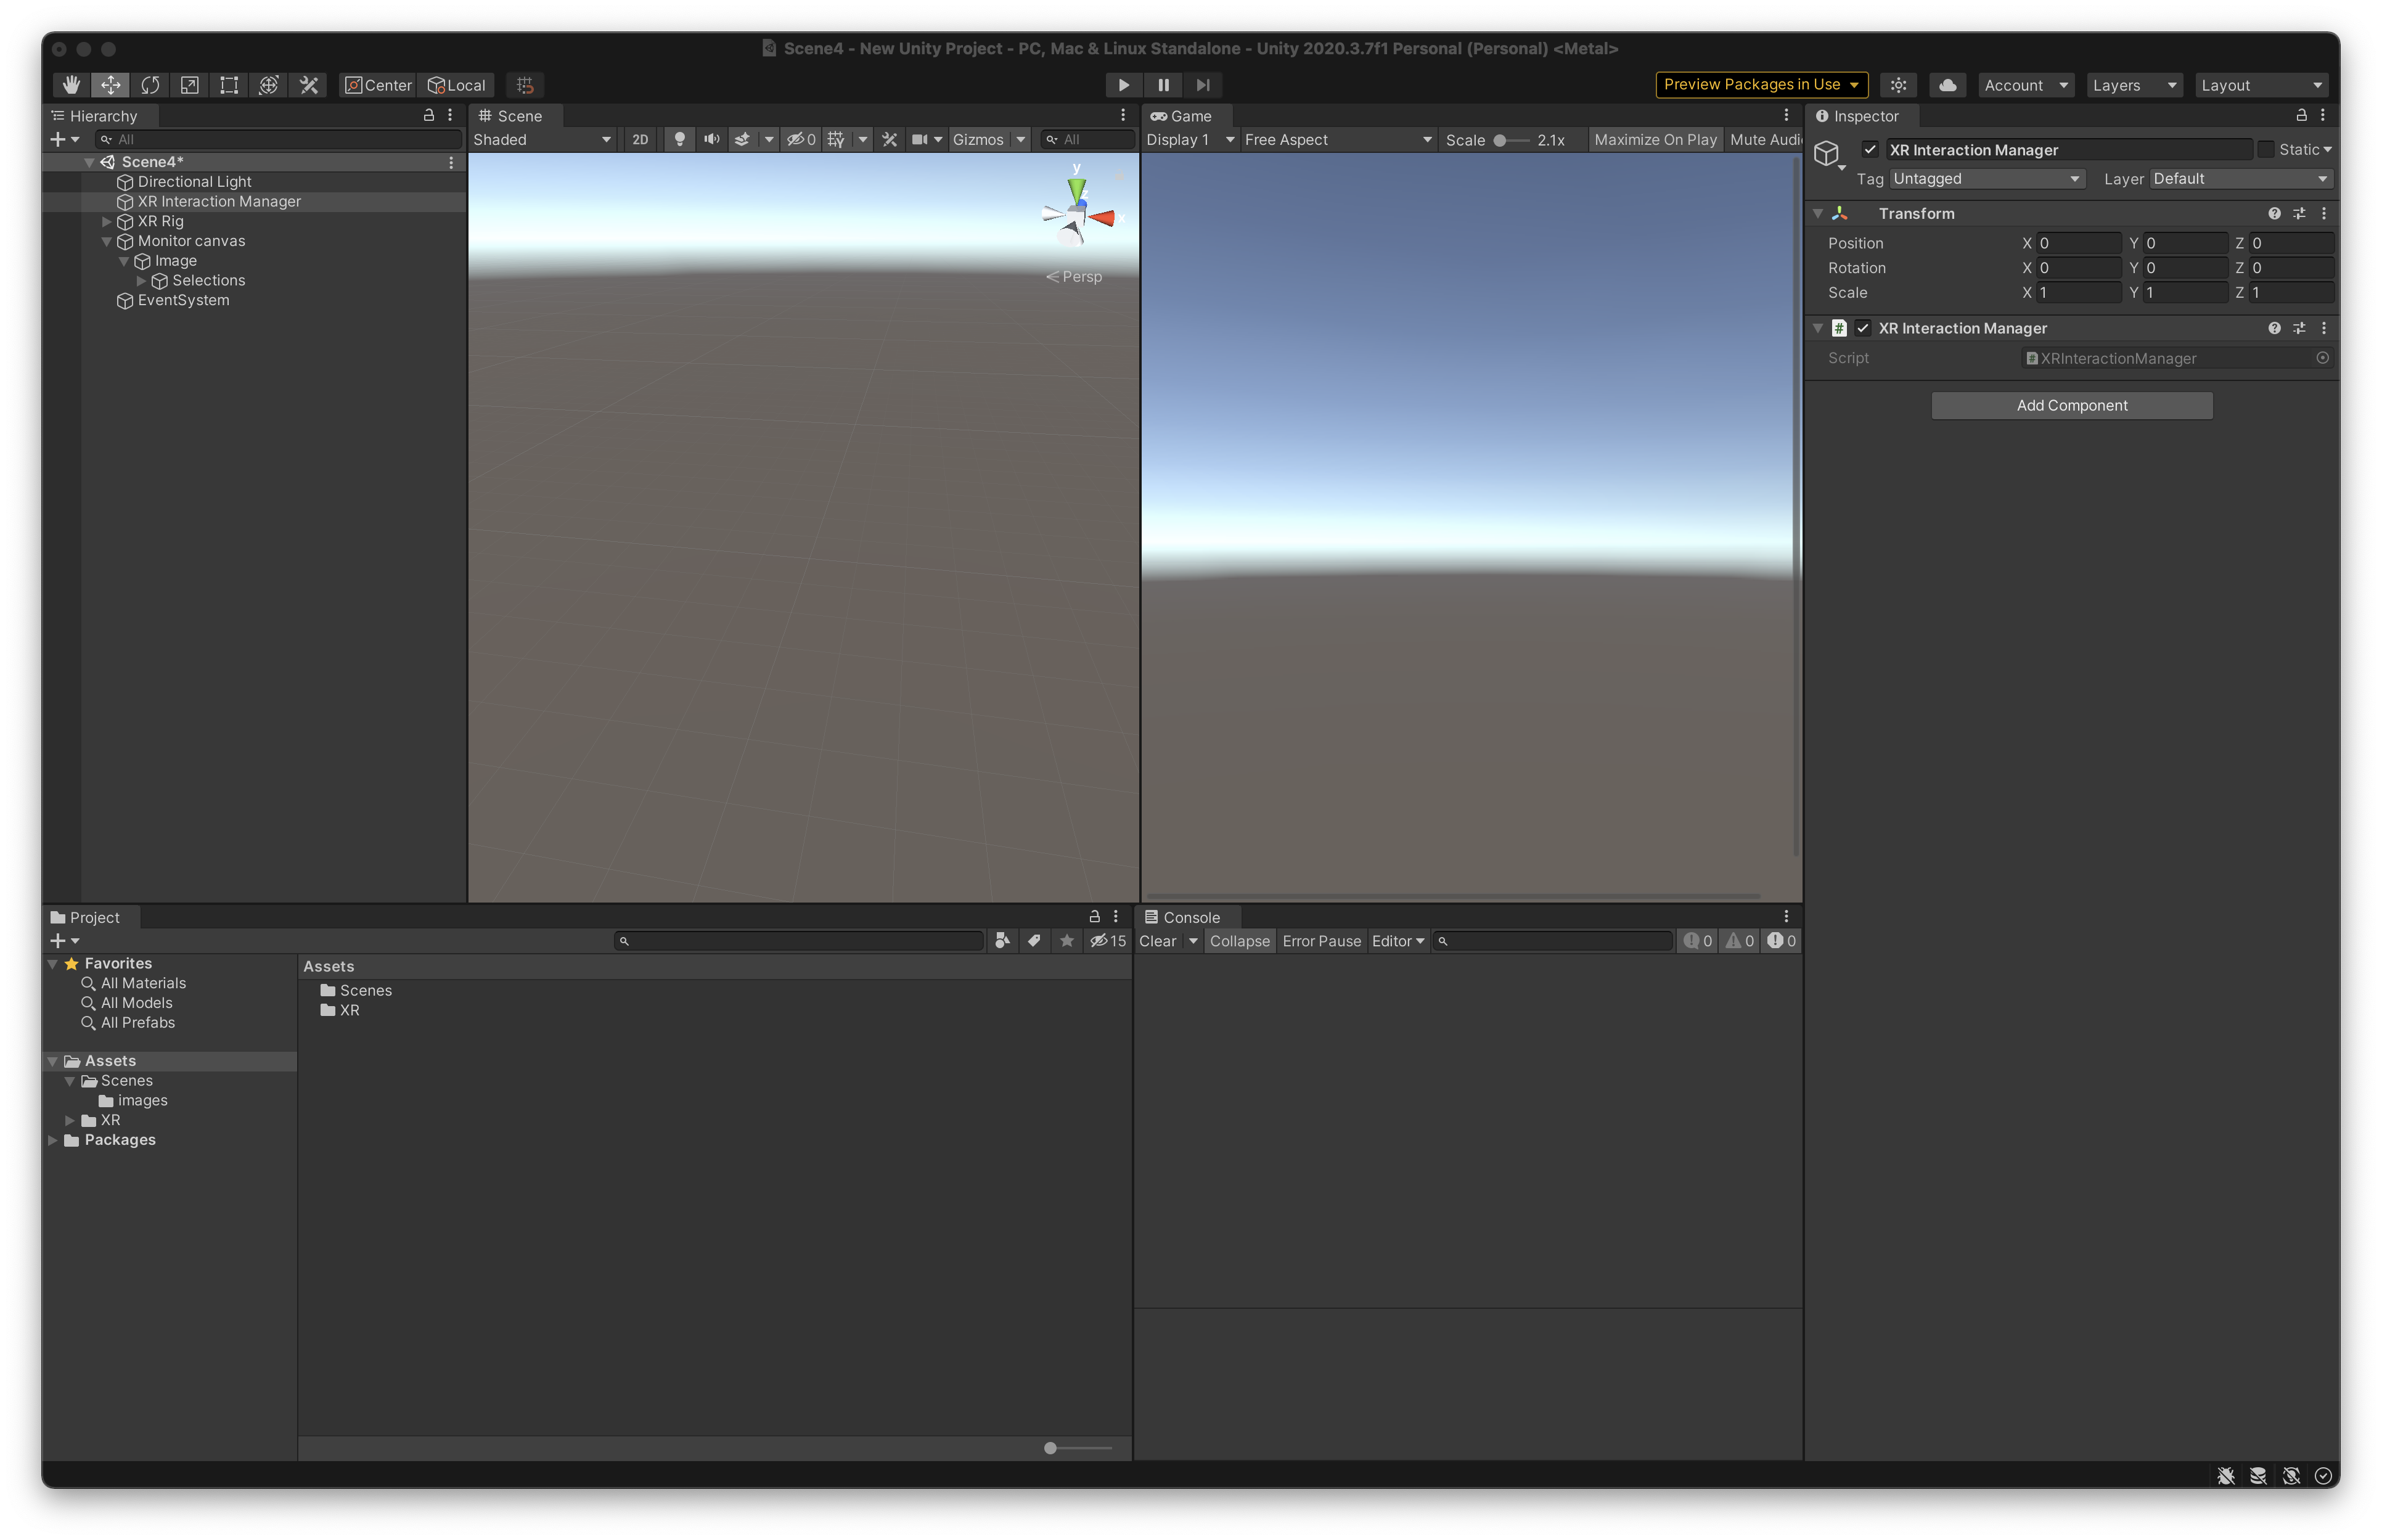 Scene4 - New Unity Project - PC, Mac & Linux Standalone - Unity 2020.3.7f1 Personal (Personal) <Metal>
Center Local Preview Packages in Use Account Layers Layout
Hierarchy
All
Scene4*
Directional Light
XR Interaction Manager
XR Rig
Monitor canvas
Image
Selections
EventSystem
Scene
Shaded 2D 0 Gizmos All
y
z
x
Persp
Game
Display 1 Free Aspect Scale 2.1x Maximize On Play Mute Audi
Inspector
XR Interaction Manager Static
Tag Untagged Layer Default
Transform
Position X 0 Y 0 Z 0
Rotation X 0 Y 0 Z 0
Scale X 1 Y 1 Z 1
# XR Interaction Manager
Script # XRInteractionManager
Add Component
Project
15
Favorites
All Materials
All Models
All Prefabs
Assets
Scenes
images
XR
Packages
Assets
Scenes
XR
Console
Clear Collapse Error Pause Editor 0 0 0